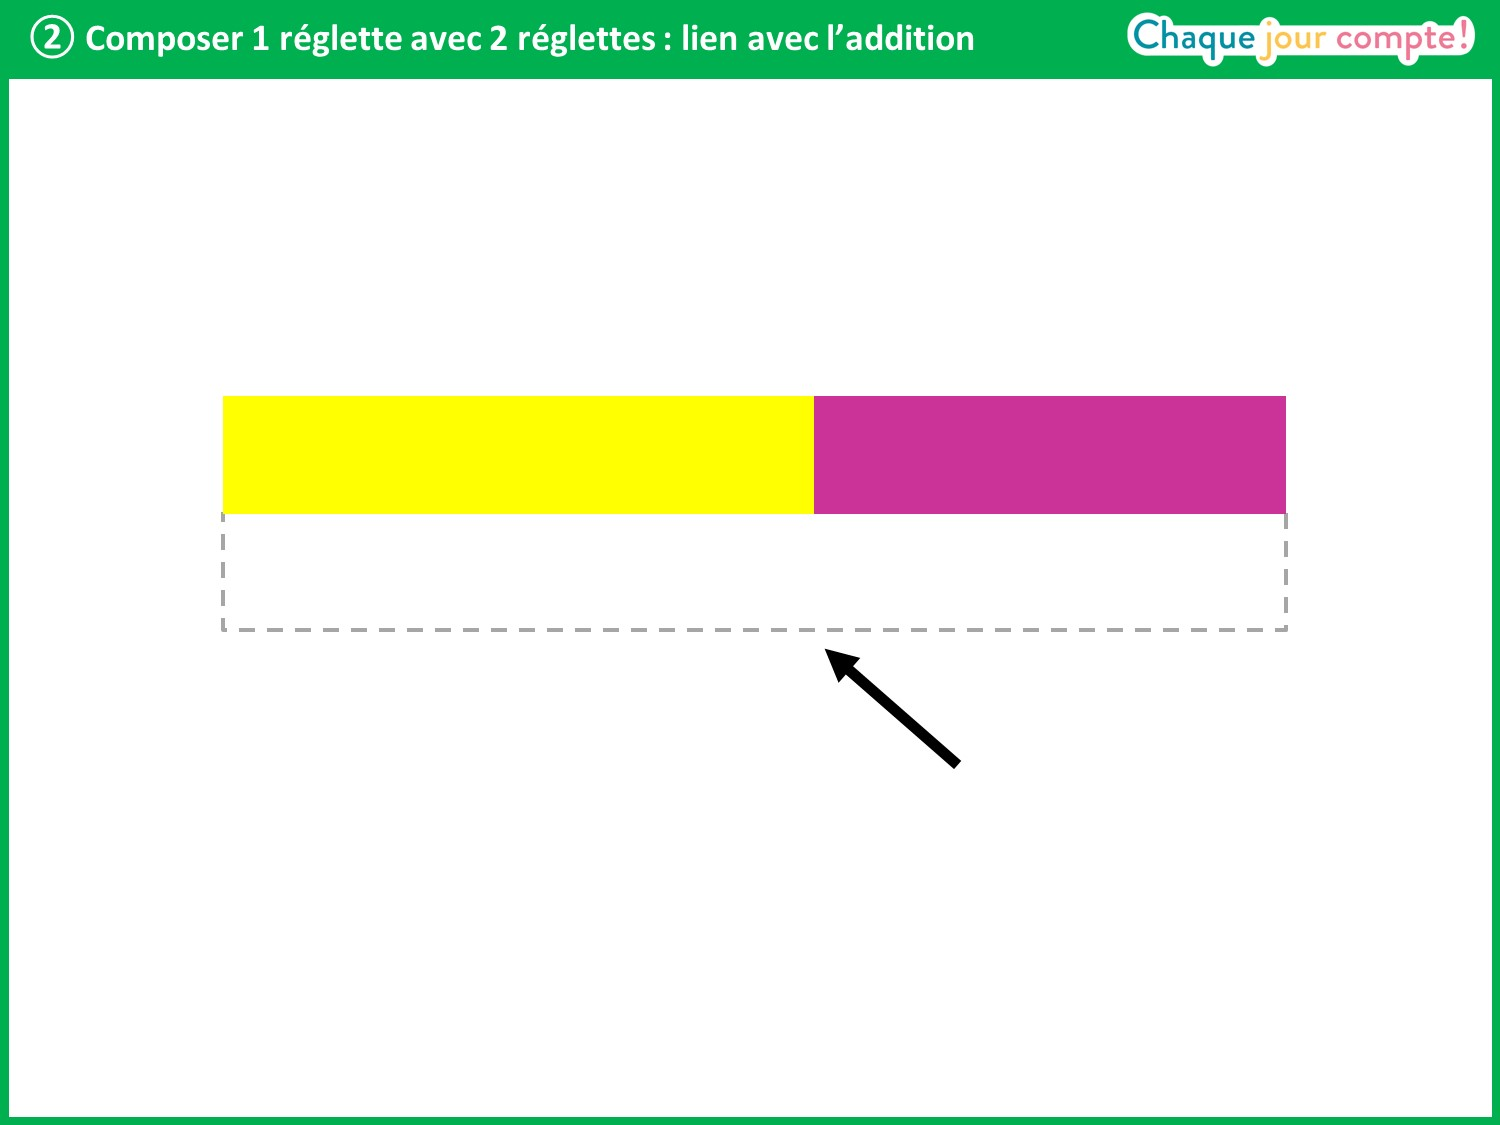 ② Composer 1 réglette avec 2 réglettes : lien avec l’addition
Chaque jour compte!